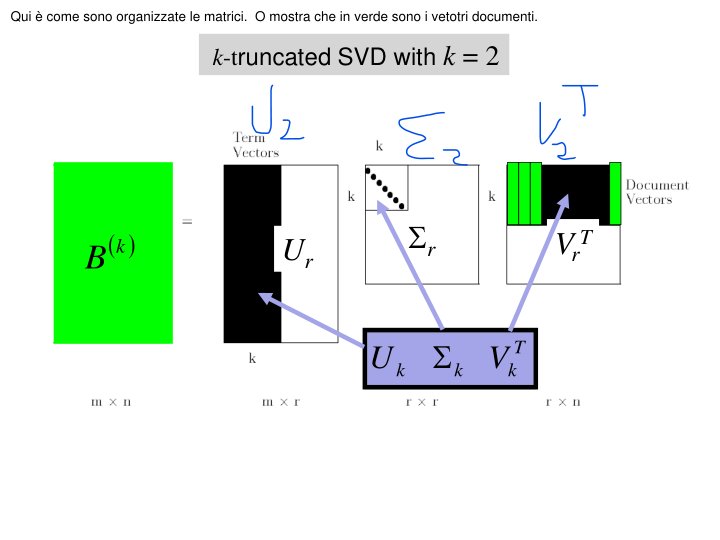 Qui è come sono organizzate le matrici. O mostra che in verde sono i vetotri documenti.
k-truncated SVD with k = 2
U₂
Σ₂
V₂ᵀ
Term
Vectors
k
k
k
Document
Vectors
B⁽ᵏ⁾
=
Uᵣ
Σᵣ
Vᵣᵀ
k
Uₖ Σₖ Vₖᵀ
m × n
m × r
r × r
r × n